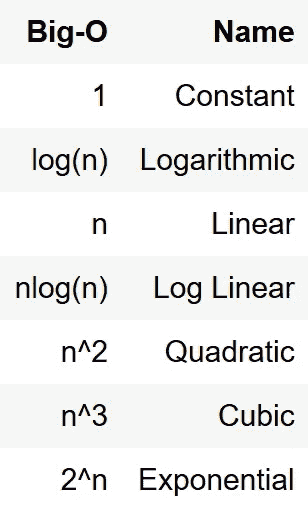 Big-O Name
1 Constant
log(n) Logarithmic
n Linear
nlog(n) Log Linear
n^2 Quadratic
n^3 Cubic
2^n Exponential